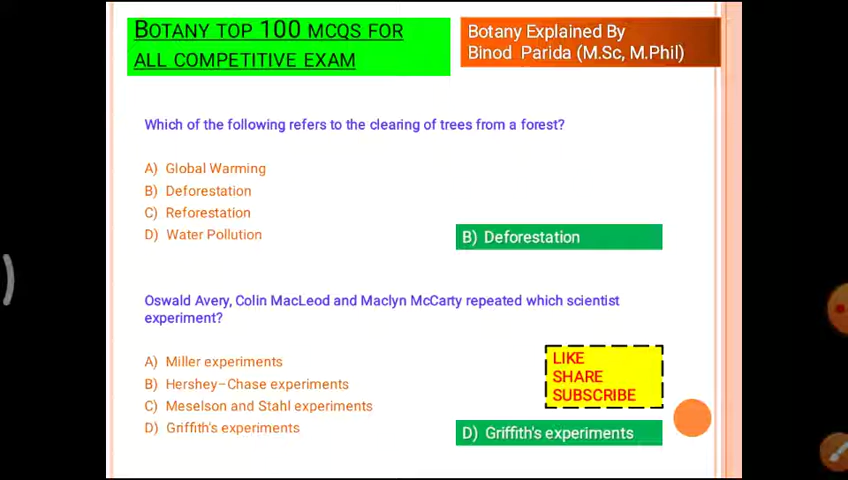 BOTANY TOP 100 MCQS FOR
ALL COMPETITIVE EXAM
Botany Explained By
Binod Parida (M.Sc, M.Phil)
Which of the following refers to the clearing of trees from a forest?
A) Global Warming
B) Deforestation
C) Reforestation
D) Water Pollution
B) Deforestation
Oswald Avery, Colin MacLeod and Maclyn McCarty repeated which scientist
experiment?
A) Miller experiments
B) Hershey–Chase experiments
C) Meselson and Stahl experiments
D) Griffith's experiments
LIKE
SHARE
SUBSCRIBE
D) Griffith's experiments